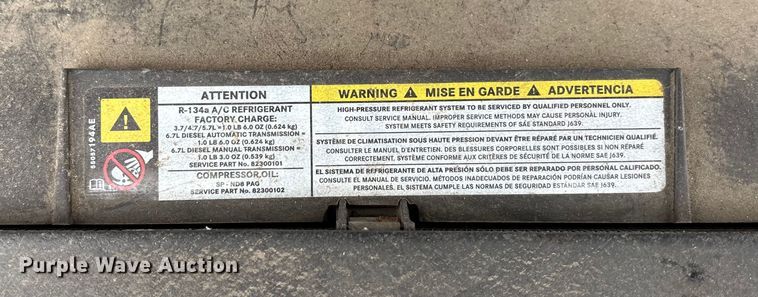 55057194AE
ATTENTION
R-134a A/C REFRIGERANT
FACTORY CHARGE:
3.7/4.7/5.7L = 1.0 LB 6.0 OZ (0.624 kg)
6.7L DIESEL AUTOMATIC TRANSMISSION =
1.0 LB 6.0 OZ (0.624 kg)
6.7L DIESEL MANUAL TRANSMISSION =
1.0 LB 3.0 OZ (0.539 kg)
SERVICE PART No. 82300101
COMPRESSOR OIL:
SP - ND8 PAG
SERVICE PART No. 82300102
WARNING MISE EN GARDE ADVERTENCIA
HIGH-PRESSURE REFRIGERANT SYSTEM TO BE SERVICED BY QUALIFIED PERSONNEL ONLY.
CONSULT SERVICE MANUAL. IMPROPER SERVICE METHODS MAY CAUSE PERSONAL INJURY.
SYSTEM MEETS SAFETY REQUIREMENTS OF SAE STANDARD J639.
SYSTÈME DE CLIMATISATION SOUS HAUTE PRESSION DEVANT ÊTRE RÉPARÉ PAR UN TECHNICIEN QUALIFIÉ.
CONSULTER LE MANUEL D'ENTRETIEN. DES BLESSURES CORPORELLES SONT POSSIBLES SI NON RÉPARÉ
CORRECTEMENT. SYSTÈME CONFORME AUX CRITÈRES DE SÉCURITÉ DE LA NORME SAE J639.
EL SISTEMA DE REFRIGERANTE DE ALTA PRESIÓN SÓLO DEBE SER REPARADO POR PERSONAL CALIFICADO.
CONSULTE EL MANUAL DE SERVICIO. MÉTODOS INADECUADOS DE REPARACIÓN PODRÍAN CAUSAR LESIONES
PERSONALES. EL SISTEMA CUMPLE LAS NORMAS DE SEGURIDAD ESTÁNDAR SAE J639.
Purple Wave Auction